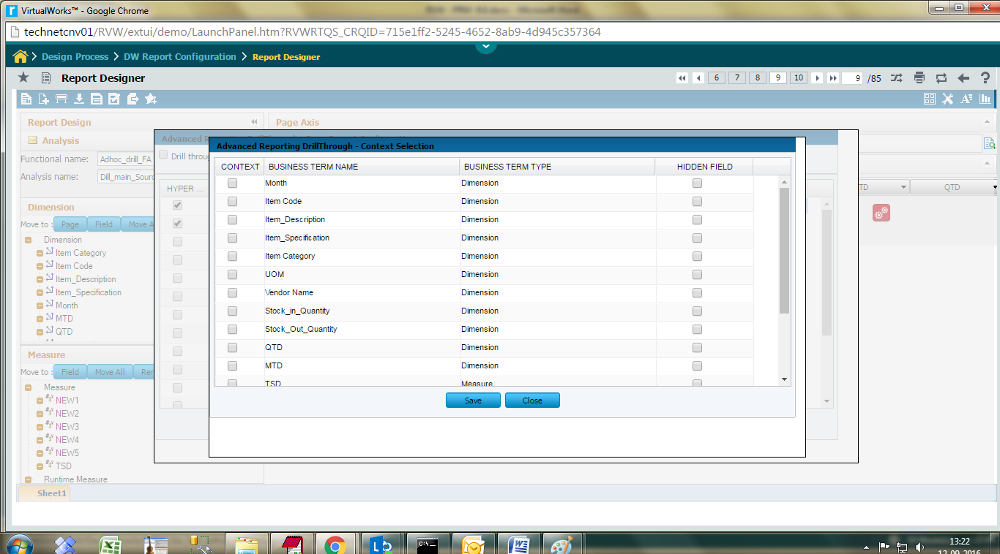 VirtualWorks™ - Google Chrome
technetcnv01/RVW/extui/demo/LaunchPanel.htm?RVWRTQS_CRQID=715e1ff2-5245-4652-8ab9-4d945c357364
Design Process > DW Report Configuration > Report Designer
Report Designer
6 7 8 9 10 9 /85
Report Design
Page Axis
Analysis
Functional name: Adhoc_drill_FA
Analysis name: Dill_main_Sourc
Dimension
Move to : Page Field Move A
Dimension
Item Category
Item Code
Item_Description
Item_Specification
Month
MTD
QTD
Measure
Move to : Field Move All Rem
Measure
NEW1
NEW2
NEW3
NEW4
NEW5
TSD
Runtime Measure
Sheet1
Advanced R
Drill throu
HYPER ...
TD QTD
Advanced Reporting DrillThrough - Context Selection
CONTEXT BUSINESS TERM NAME BUSINESS TERM TYPE HIDDEN FIELD
Month Dimension
Item Code Dimension
Item_Description Dimension
Item_Specification Dimension
Item Category Dimension
UOM Dimension
Vendor Name Dimension
Stock_in_Quantity Dimension
Stock_Out_Quantity Dimension
QTD Dimension
MTD Dimension
TSD Measure
Save Close
13:22
12-09-2016